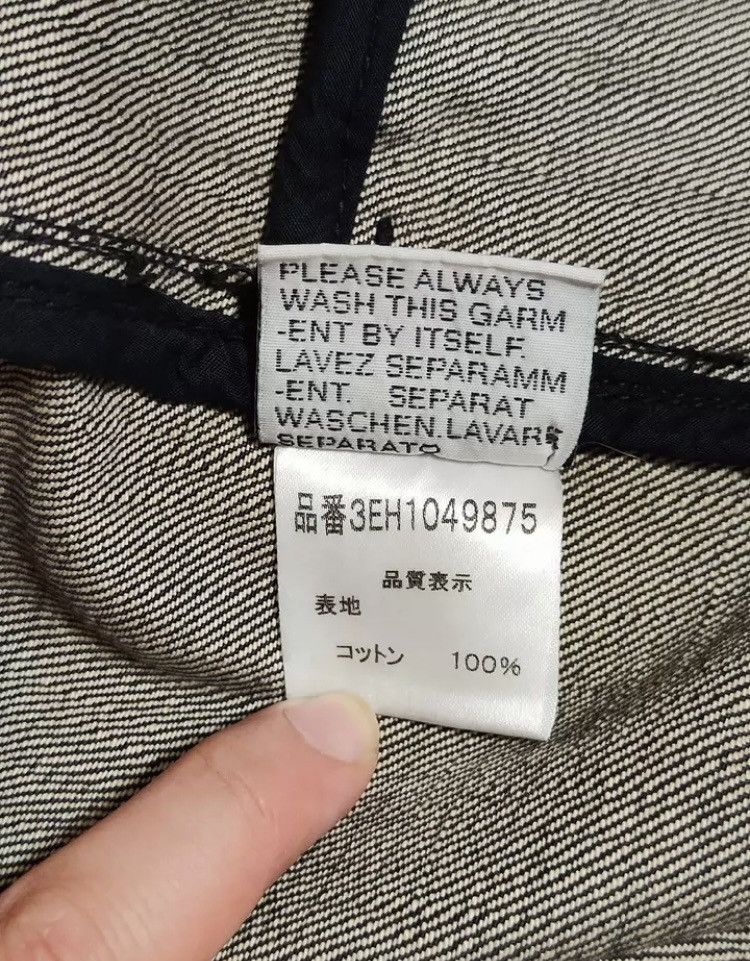 PLEASE ALWAYS
WASH THIS GARM
-ENT BY ITSELF.
LAVEZ SEPARAMM
-ENT. SEPARAT
WASCHEN. LAVARE
SEPARATO
品番3EH1049875
品質表示
表地
コットン 100%